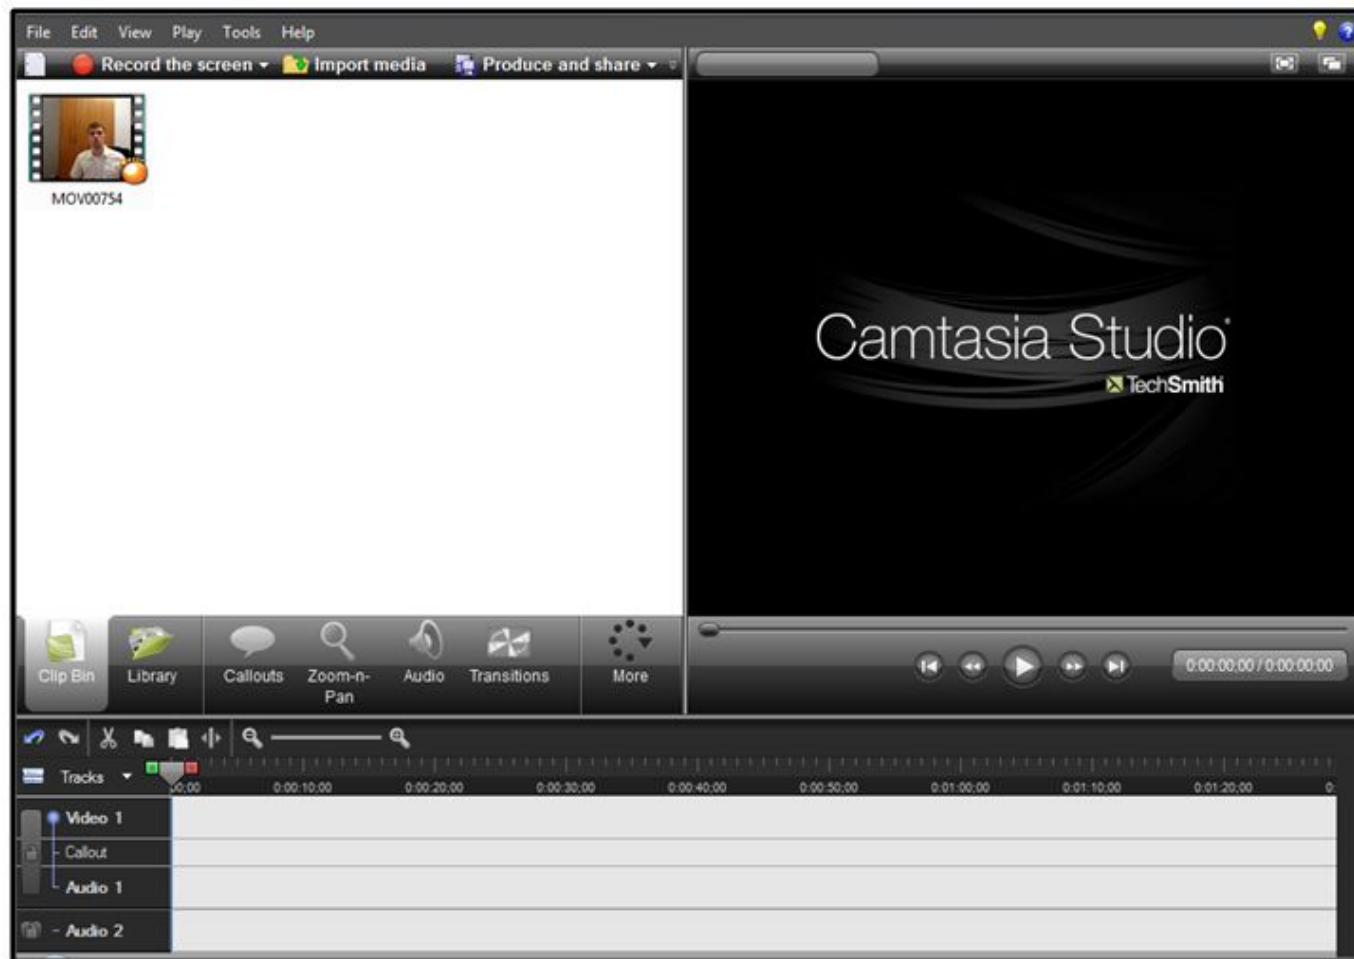 File Edit View Play Tools Help
Record the screen Import media Produce and share
MOV00754
Camtasia Studio
TechSmith
Clip Bin Library Callouts Zoom-n-Pan Audio Transitions More
0:00:00;00 / 0:00:00;00
Tracks
0:00:10;00 0:00:20;00 0:00:30;00 0:00:40;00 0:00:50;00 0:01:00;00 0:01:10;00 0:01:20;00
Video 1
Callout
Audio 1
Audio 2